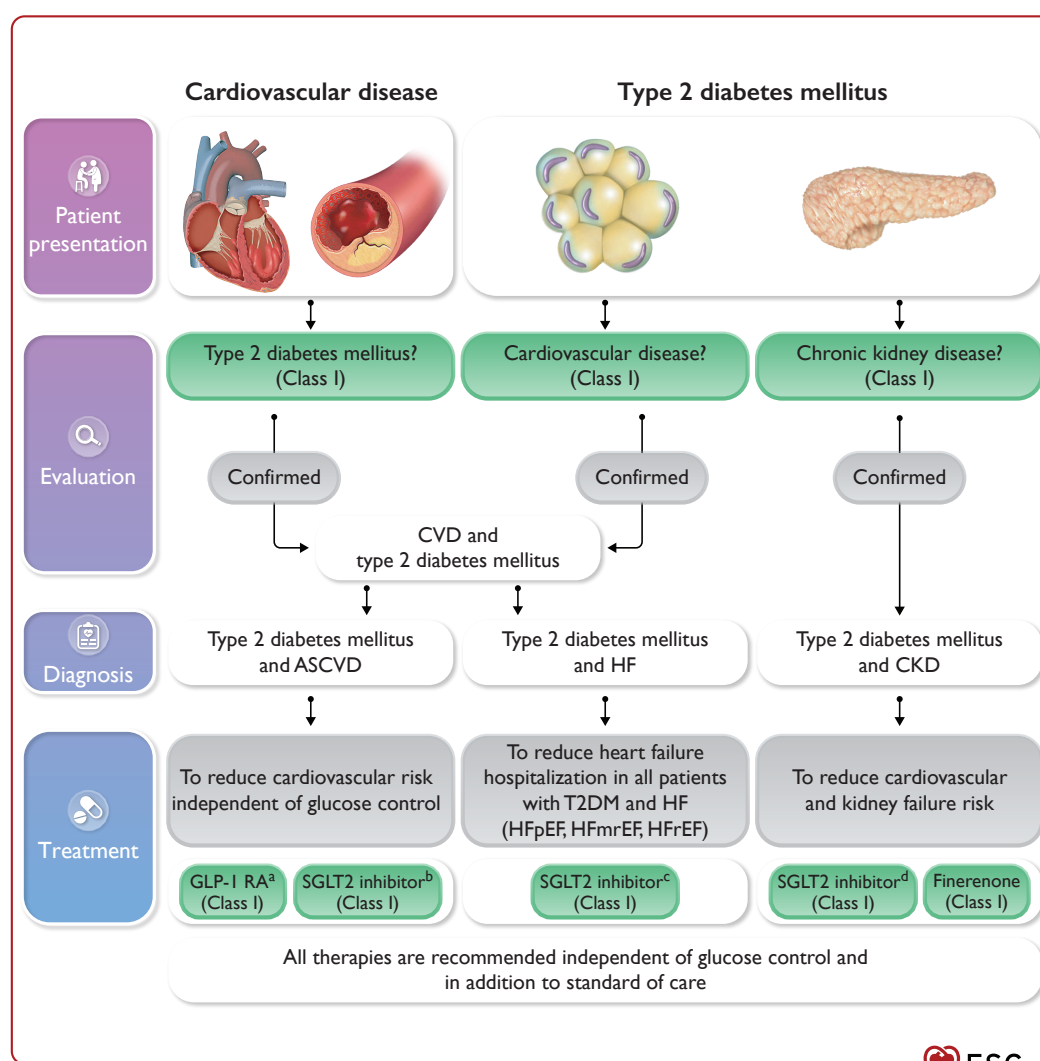 Cardiovascular disease
Type 2 diabetes mellitus
Patient
presentation
Type 2 diabetes mellitus?
(Class I)
Cardiovascular disease?
(Class I)
Chronic kidney disease?
(Class I)
Evaluation
Confirmed
Confirmed
Confirmed
CVD and
type 2 diabetes mellitus
Diagnosis
Type 2 diabetes mellitus
and ASCVD
Type 2 diabetes mellitus
and HF
Type 2 diabetes mellitus
and CKD
Treatment
To reduce cardiovascular risk
independent of glucose control
To reduce heart failure
hospitalization in all patients
with T2DM and HF
(HFpEF, HFmrEF, HFrEF)
To reduce cardiovascular
and kidney failure risk
GLP-1 RAᵃ
(Class I)
SGLT2 inhibitorᵇ
(Class I)
SGLT2 inhibitorᶜ
(Class I)
SGLT2 inhibitorᵈ
(Class I)
Finerenone
(Class I)
All therapies are recommended independent of glucose control and
in addition to standard of care
ESC